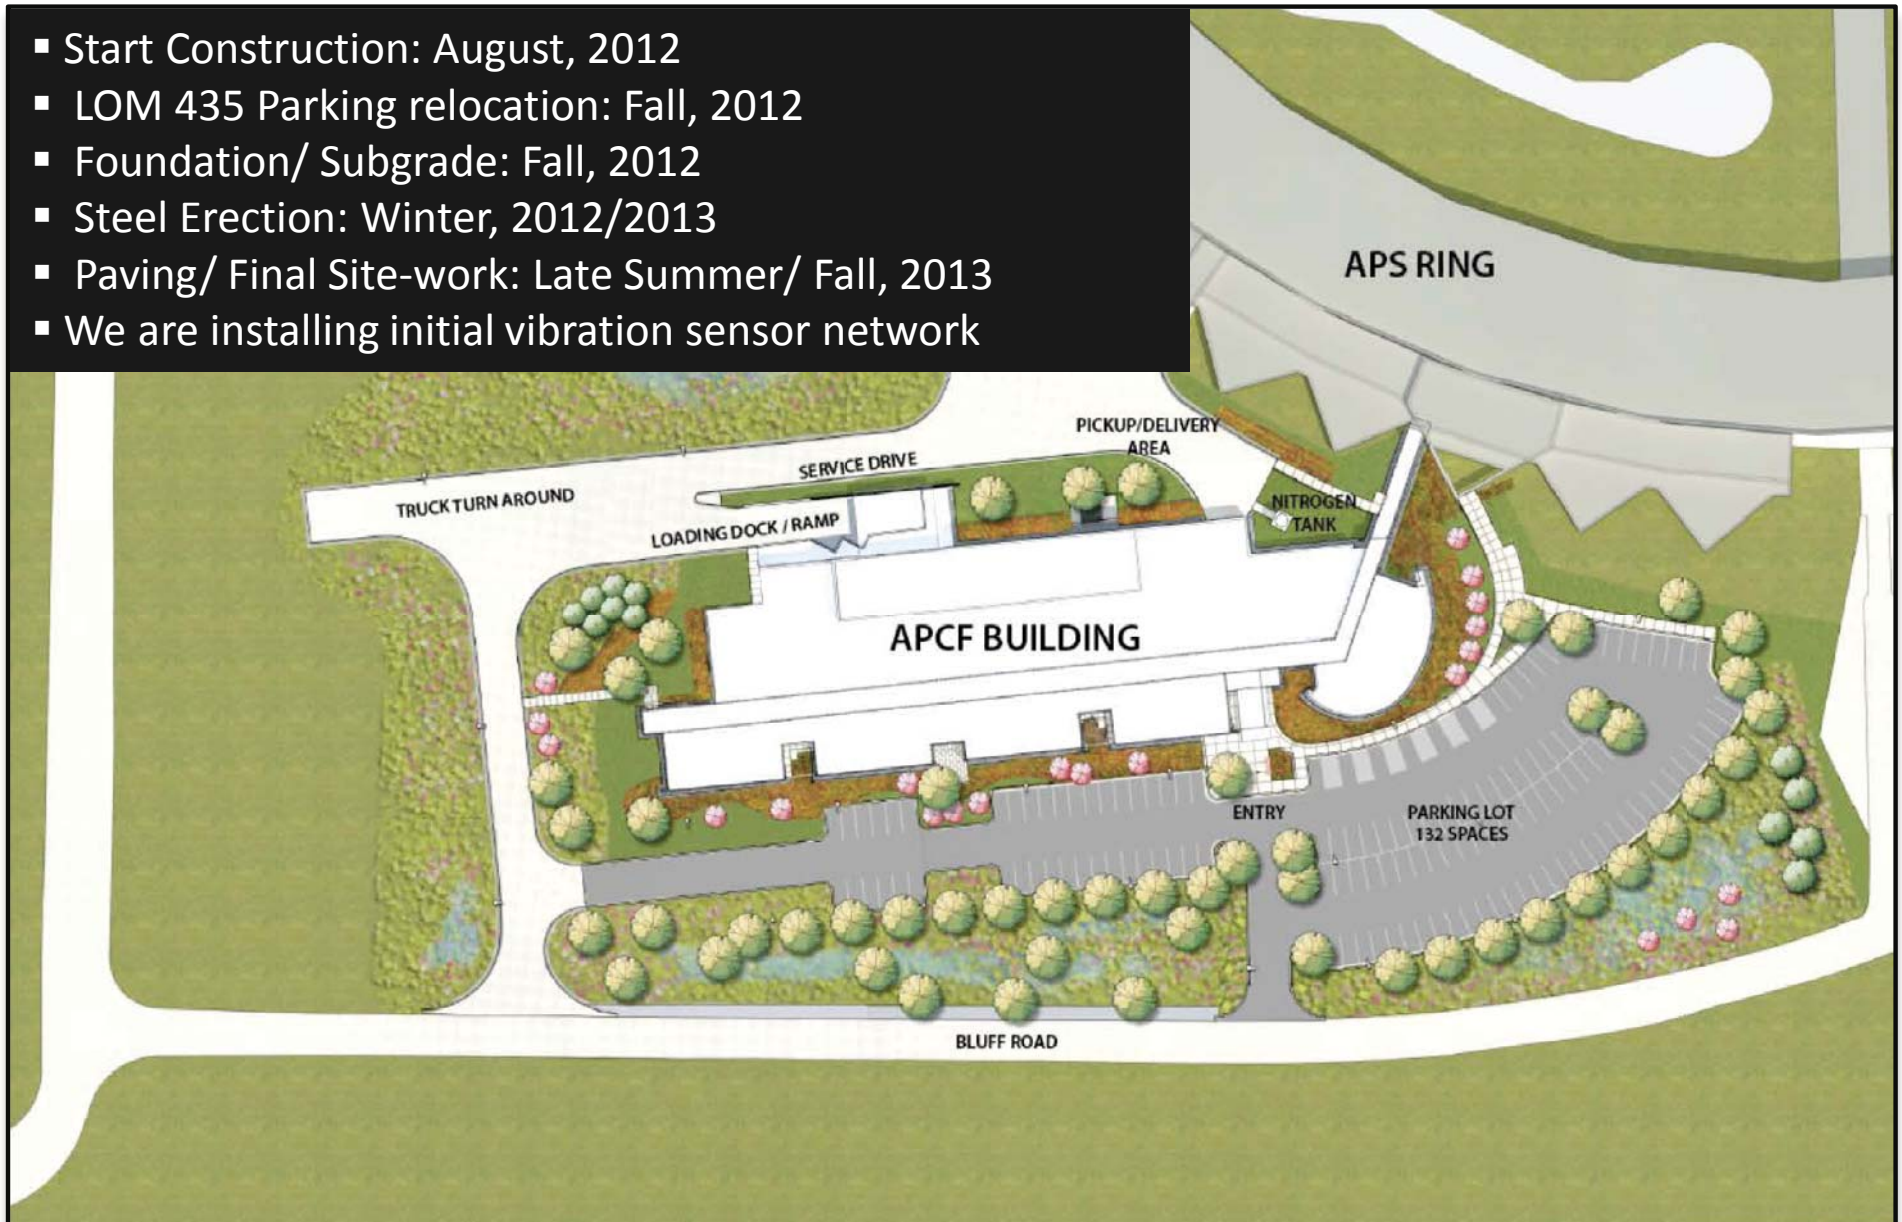 ▪ Start Construction: August, 2012
▪ LOM 435 Parking relocation: Fall, 2012
▪ Foundation/ Subgrade: Fall, 2012
▪ Steel Erection: Winter, 2012/2013
▪ Paving/ Final Site-work: Late Summer/ Fall, 2013
▪ We are installing initial vibration sensor network
APS RING
PICKUP/DELIVERY
AREA
SERVICE DRIVE
TRUCK TURN AROUND
LOADING DOCK / RAMP
NITROGEN
TANK
APCF BUILDING
ENTRY
PARKING LOT
132 SPACES
BLUFF ROAD